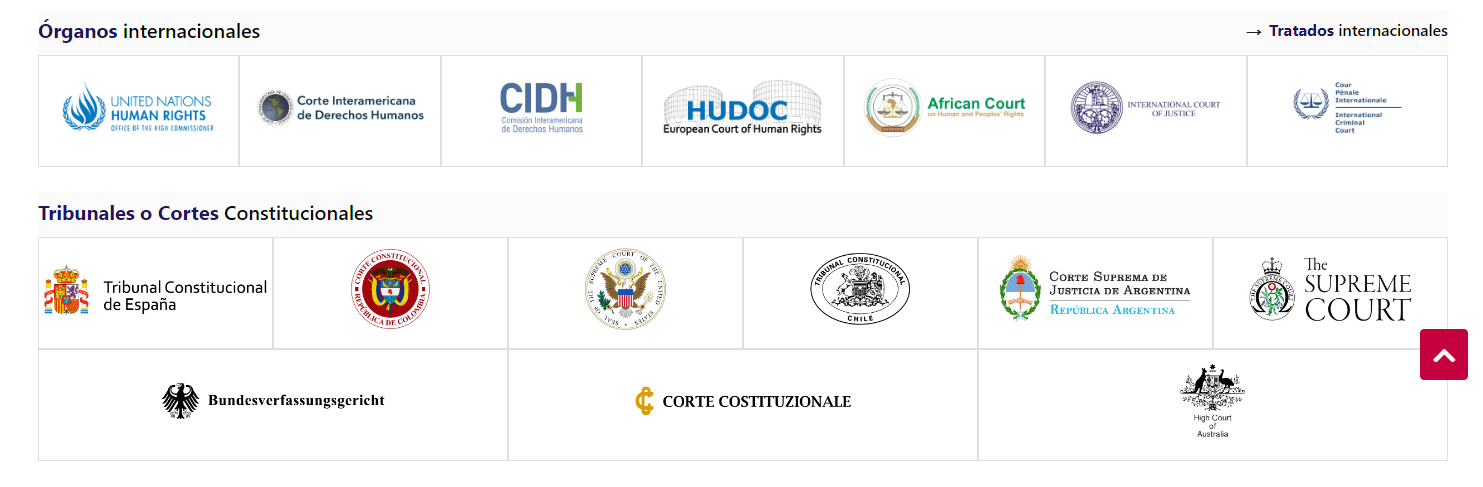 Órganos internacionales
→ Tratados internacionales
UNITED NATIONS
HUMAN RIGHTS
OFFICE OF THE HIGH COMMISSIONER
Corte Interamericana
de Derechos Humanos
CIDH
Comisión Interamericana
de Derechos Humanos
HUDOC
European Court of Human Rights
African Court
on Human and Peoples' Rights
INTERNATIONAL COURT
OF JUSTICE
Cour
Pénale
Internationale
International
Criminal
Court
Tribunales o Cortes Constitucionales
Tribunal Constitucional
de España
CORTE CONSTITUCIONAL
REPÚBLICA DE COLOMBIA
SEAL OF THE SUPREME COURT OF THE UNITED STATES
TRIBUNAL CONSTITUCIONAL
CHILE
CORTE SUPREMA DE
JUSTICIA DE ARGENTINA
REPÚBLICA ARGENTINA
The
SUPREME
COURT
Bundesverfassungsgericht
CORTE COSTITUZIONALE
High Court
of
Australia